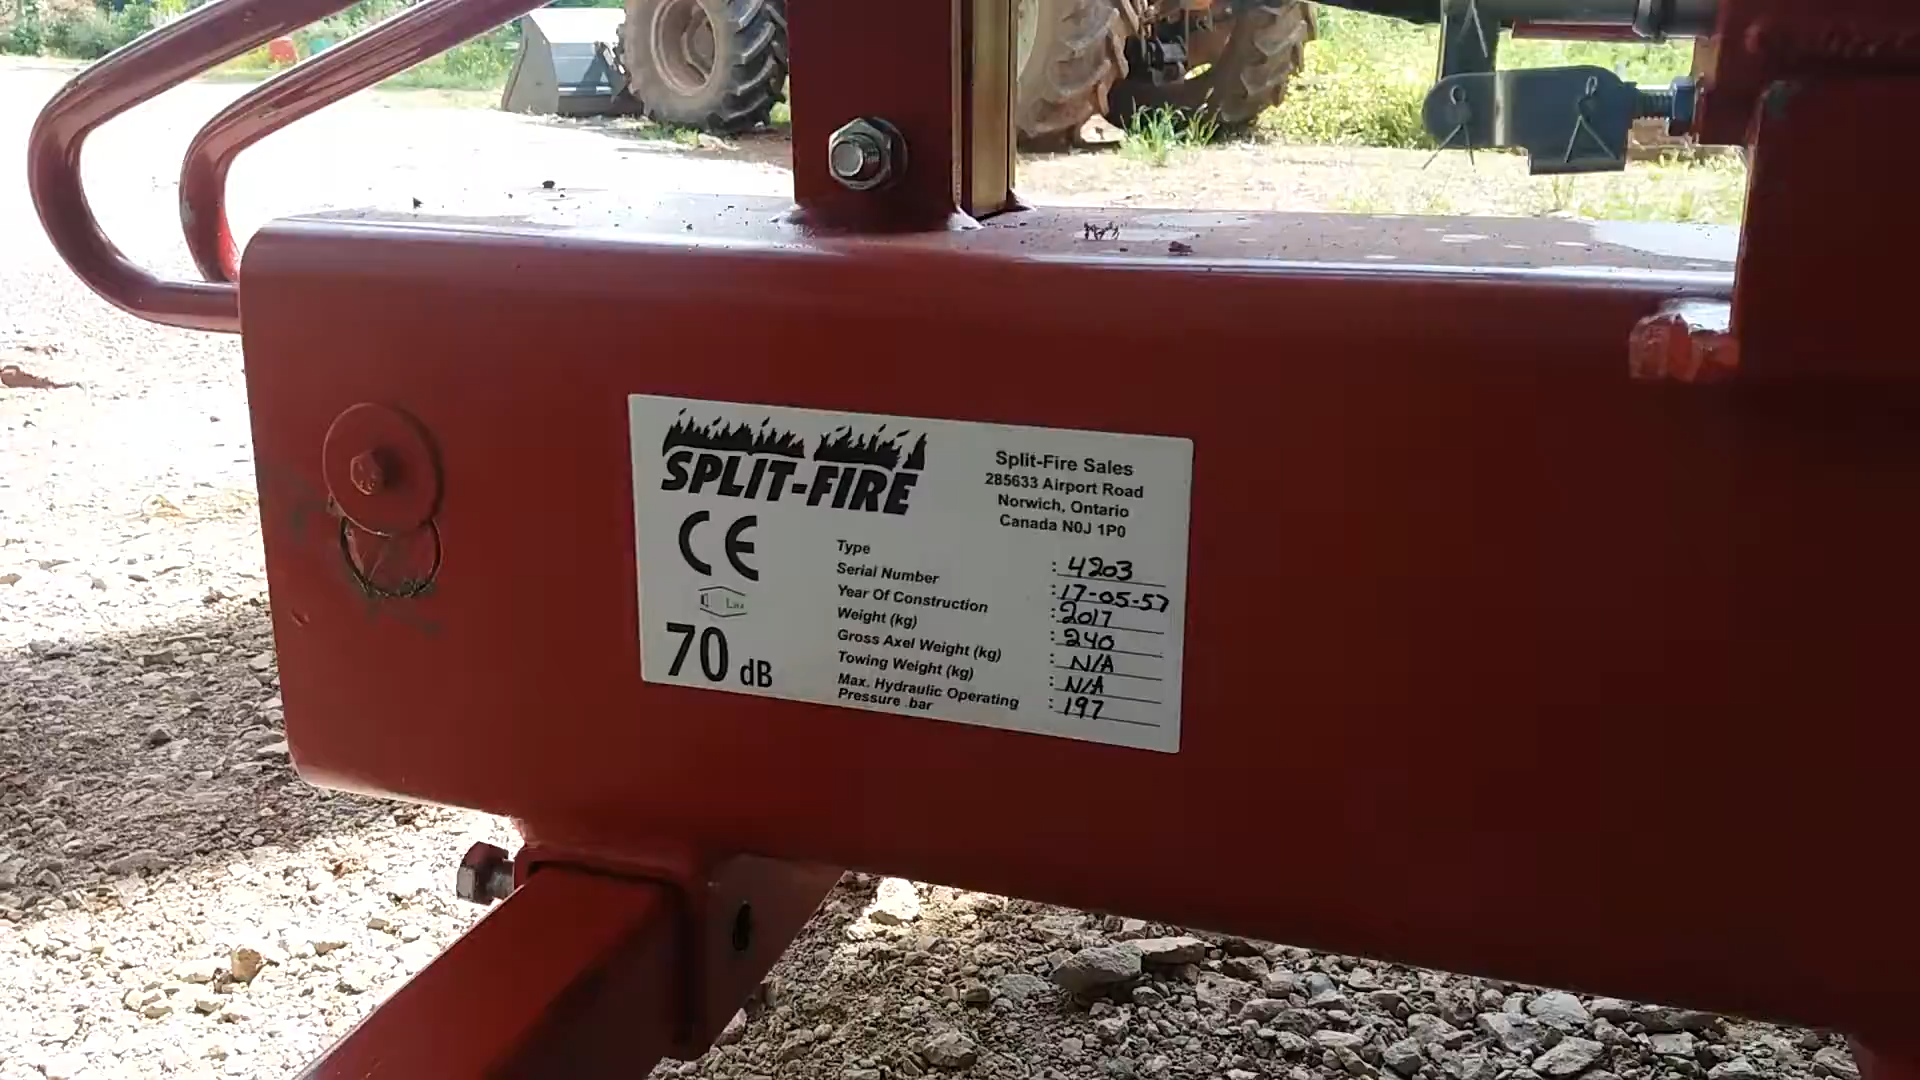 SPLIT-FIRE
Split-Fire Sales
285633 Airport Road
Norwich, Ontario
Canada N0J 1P0
CE
70 dB
Type : 4203
Serial Number : 17-05-57
Year Of Construction : 2017
Weight (kg) : 240
Gross Axel Weight (kg) : N/A
Towing Weight (kg) : N/A
Max. Hydraulic Operating : 197
Pressure .bar